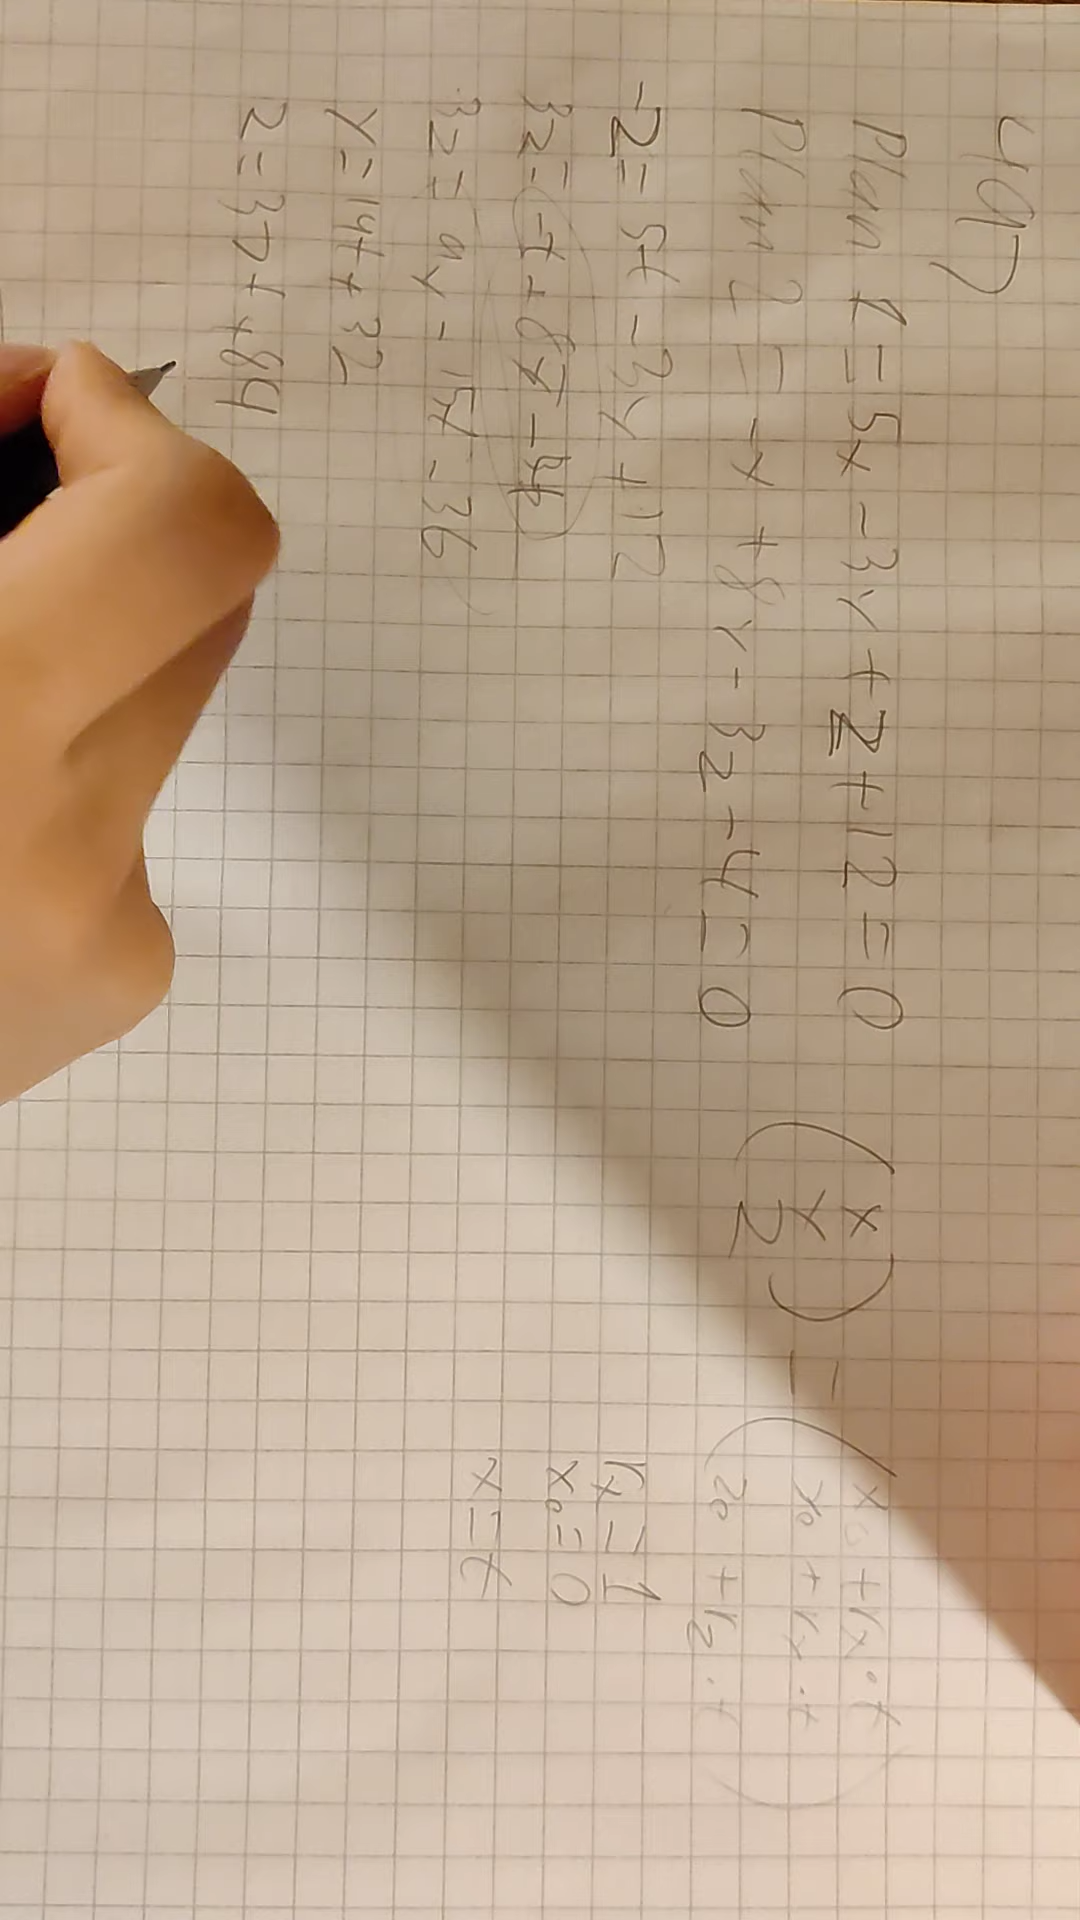 497
Plan 1 = 5x - 3y + z + 12 = 0
Plan 2 = -x + 8y - 3z - 4 = 0
-z = 5t - 3y + 12
3z = -t + 8y - 4
3z = 9y - 15t - 36
y = 14t + 32
z = 37t + 84
(x y z) = (x0 + rx · t
y0 + ry · t
z0 + rz · t)
rx = 1
x0 = 0
x = t